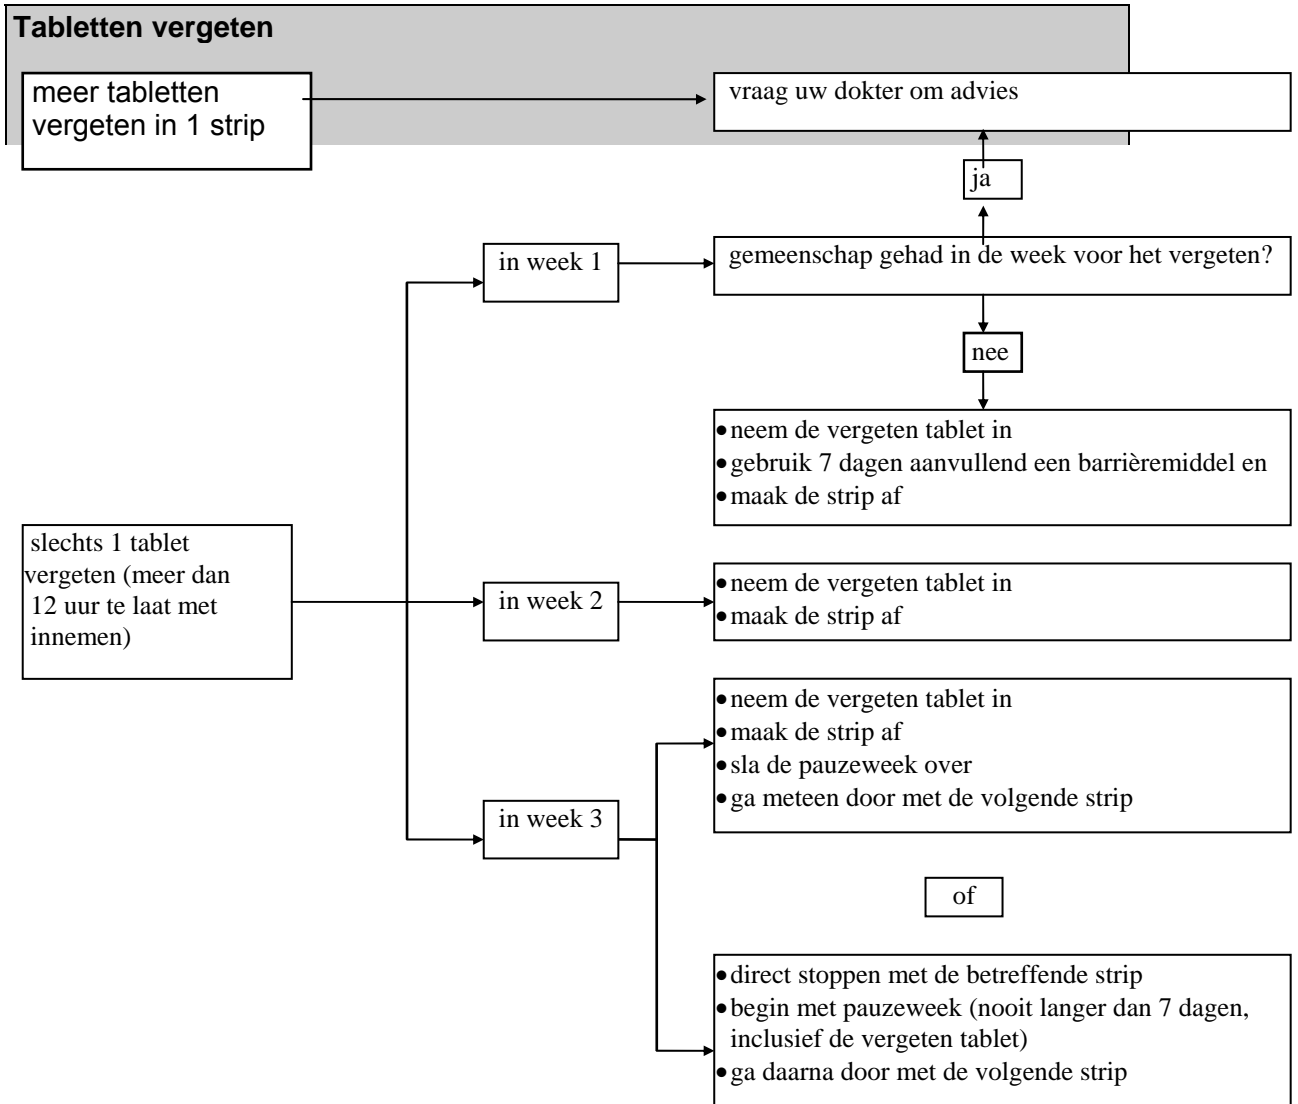 Tabletten vergeten
meer tabletten
vergeten in 1 strip
vraag uw dokter om advies
ja
in week 1
gemeenschap gehad in de week voor het vergeten?
nee
•neem de vergeten tablet in
•gebruik 7 dagen aanvullend een barrièremiddel en
•maak de strip af
slechts 1 tablet
vergeten (meer dan
12 uur te laat met
innemen)
in week 2
•neem de vergeten tablet in
•maak de strip af
in week 3
•neem de vergeten tablet in
•maak de strip af
•sla de pauzeweek over
•ga meteen door met de volgende strip
of
•direct stoppen met de betreffende strip
•begin met pauzeweek (nooit langer dan 7 dagen,
inclusief de vergeten tablet)
•ga daarna door met de volgende strip